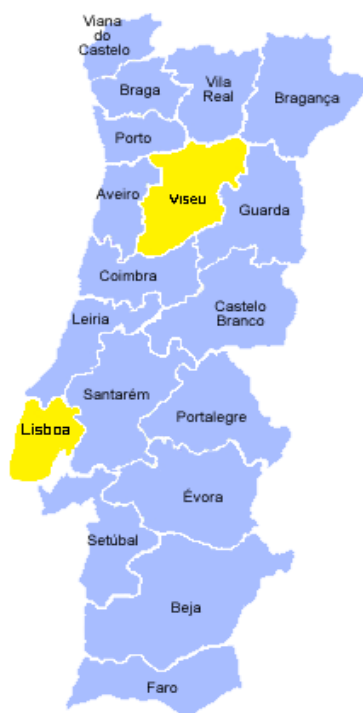 Viana
do
Castelo
Braga
Vila
Real
Bragança
Porto
Aveiro
Viseu
Guarda
Coimbra
Leiria
Castelo
Branco
Santarém
Portalegre
Lisboa
Évora
Setúbal
Beja
Faro